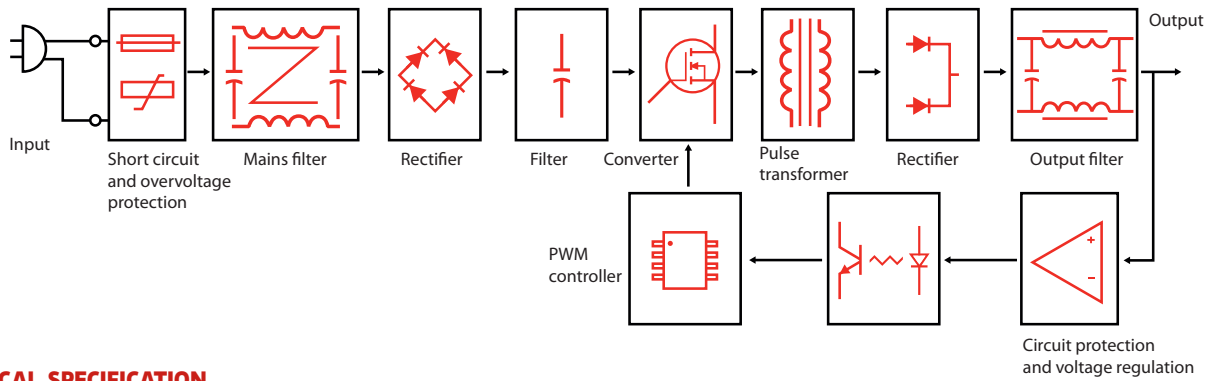 Output
Input
Short circuit
and overvoltage
protection
Mains filter
Rectifier
Filter
Converter
Pulse
transformer
Rectifier
Output filter
PWM
controller
+
−
Circuit protection
and voltage regulation
CAL SPECIFICATION